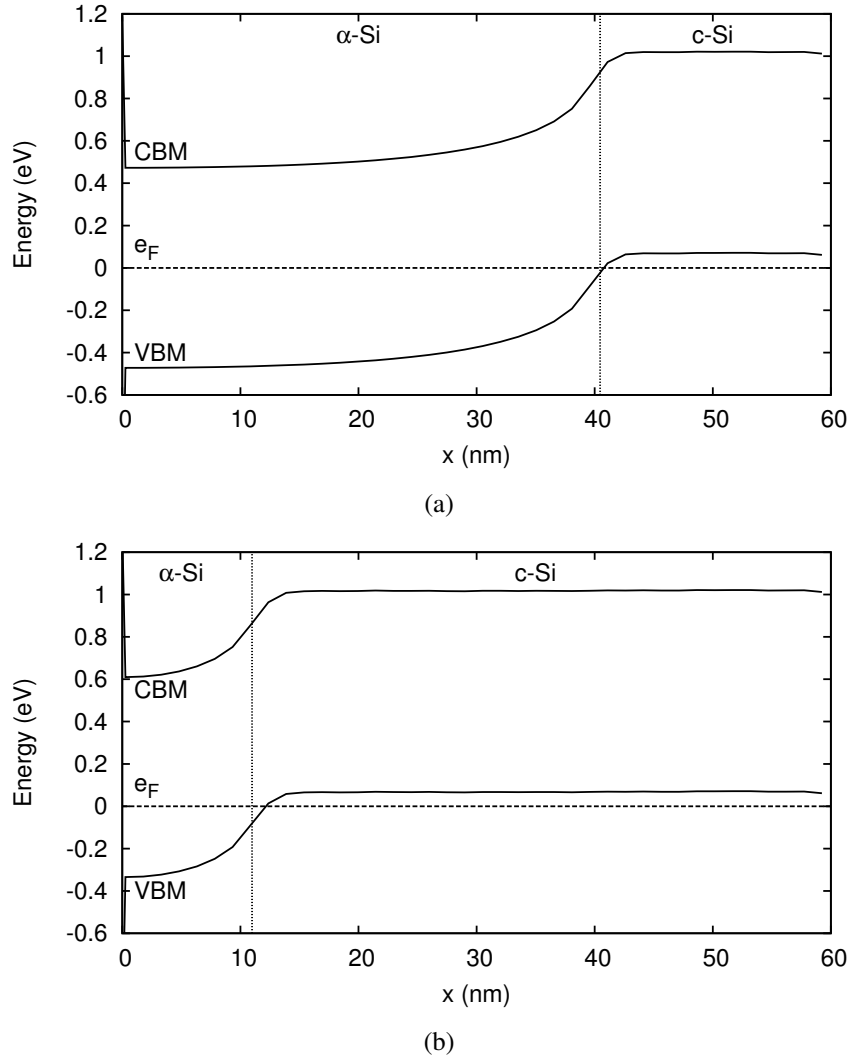 1.2
α-Si c-Si
1
0.8
0.6
CBM
0.4
Energy (eV)
0.2
e_F
0
-0.2
VBM
-0.4
-0.6
0 10 20 30 40 50 60
x (nm)
(a)
1.2
α-Si c-Si
1
0.8
0.6
CBM
0.4
Energy (eV)
0.2
e_F
0
-0.2
VBM
-0.4
-0.6
0 10 20 30 40 50 60
x (nm)
(b)